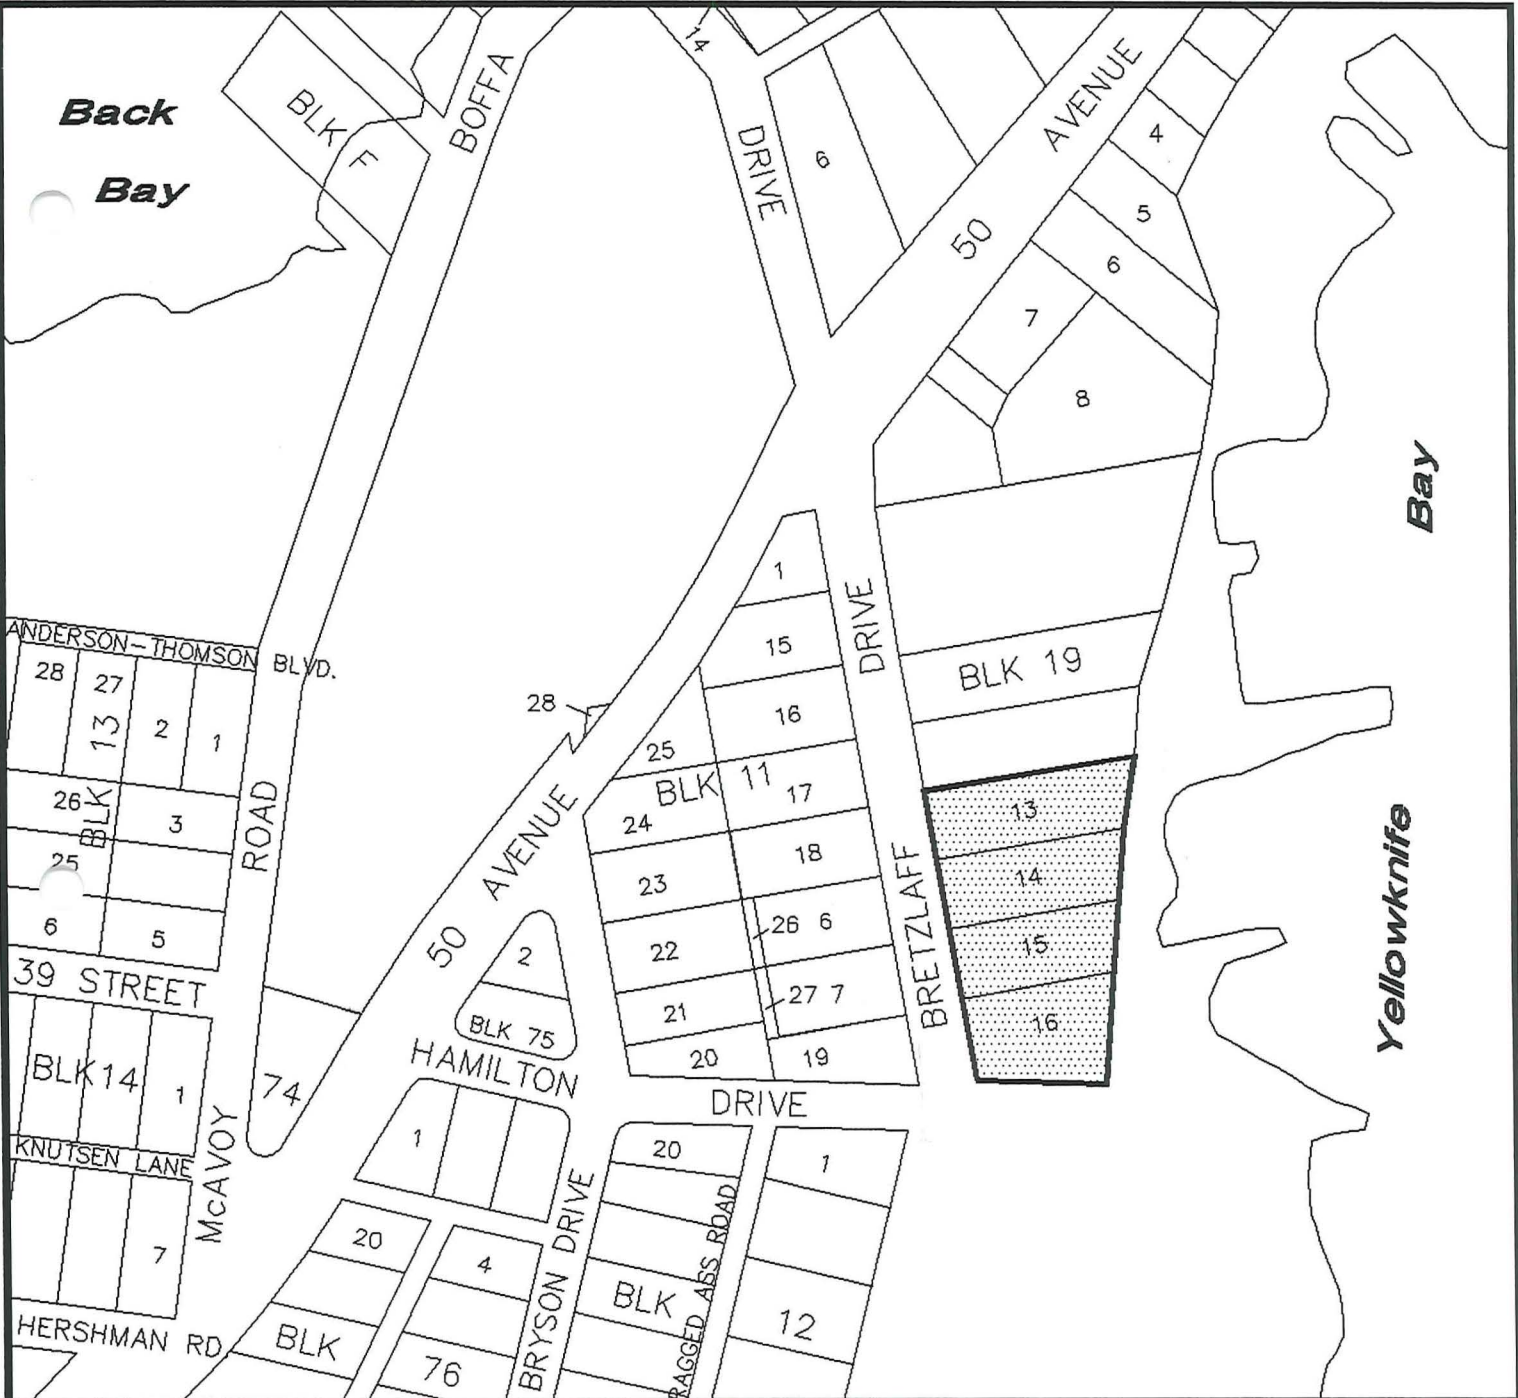 Back
Bay
BLK F
BOFFA
14
DRIVE
6
AVENUE
50
4
5
6
7
8
Bay
Yellowknife
ANDERSON-THOMSON BLVD.
28
27
13
BLK
2
1
26
3
25
6
5
ROAD
39 STREET
BLK 14
1
McAVOY
KNUTSEN LANE
7
HERSHMAN RD
74
28
AVENUE
50
1
15
16
25
BLK 11
17
24
18
23
26 6
22
27 7
21
20
19
DRIVE
BRETZLAFF
BLK 19
13
14
15
16
2
BLK 75
HAMILTON
DRIVE
1
20
4
BLK
76
BRYSON DRIVE
20
BLK
RAGGED ASS ROAD
1
12